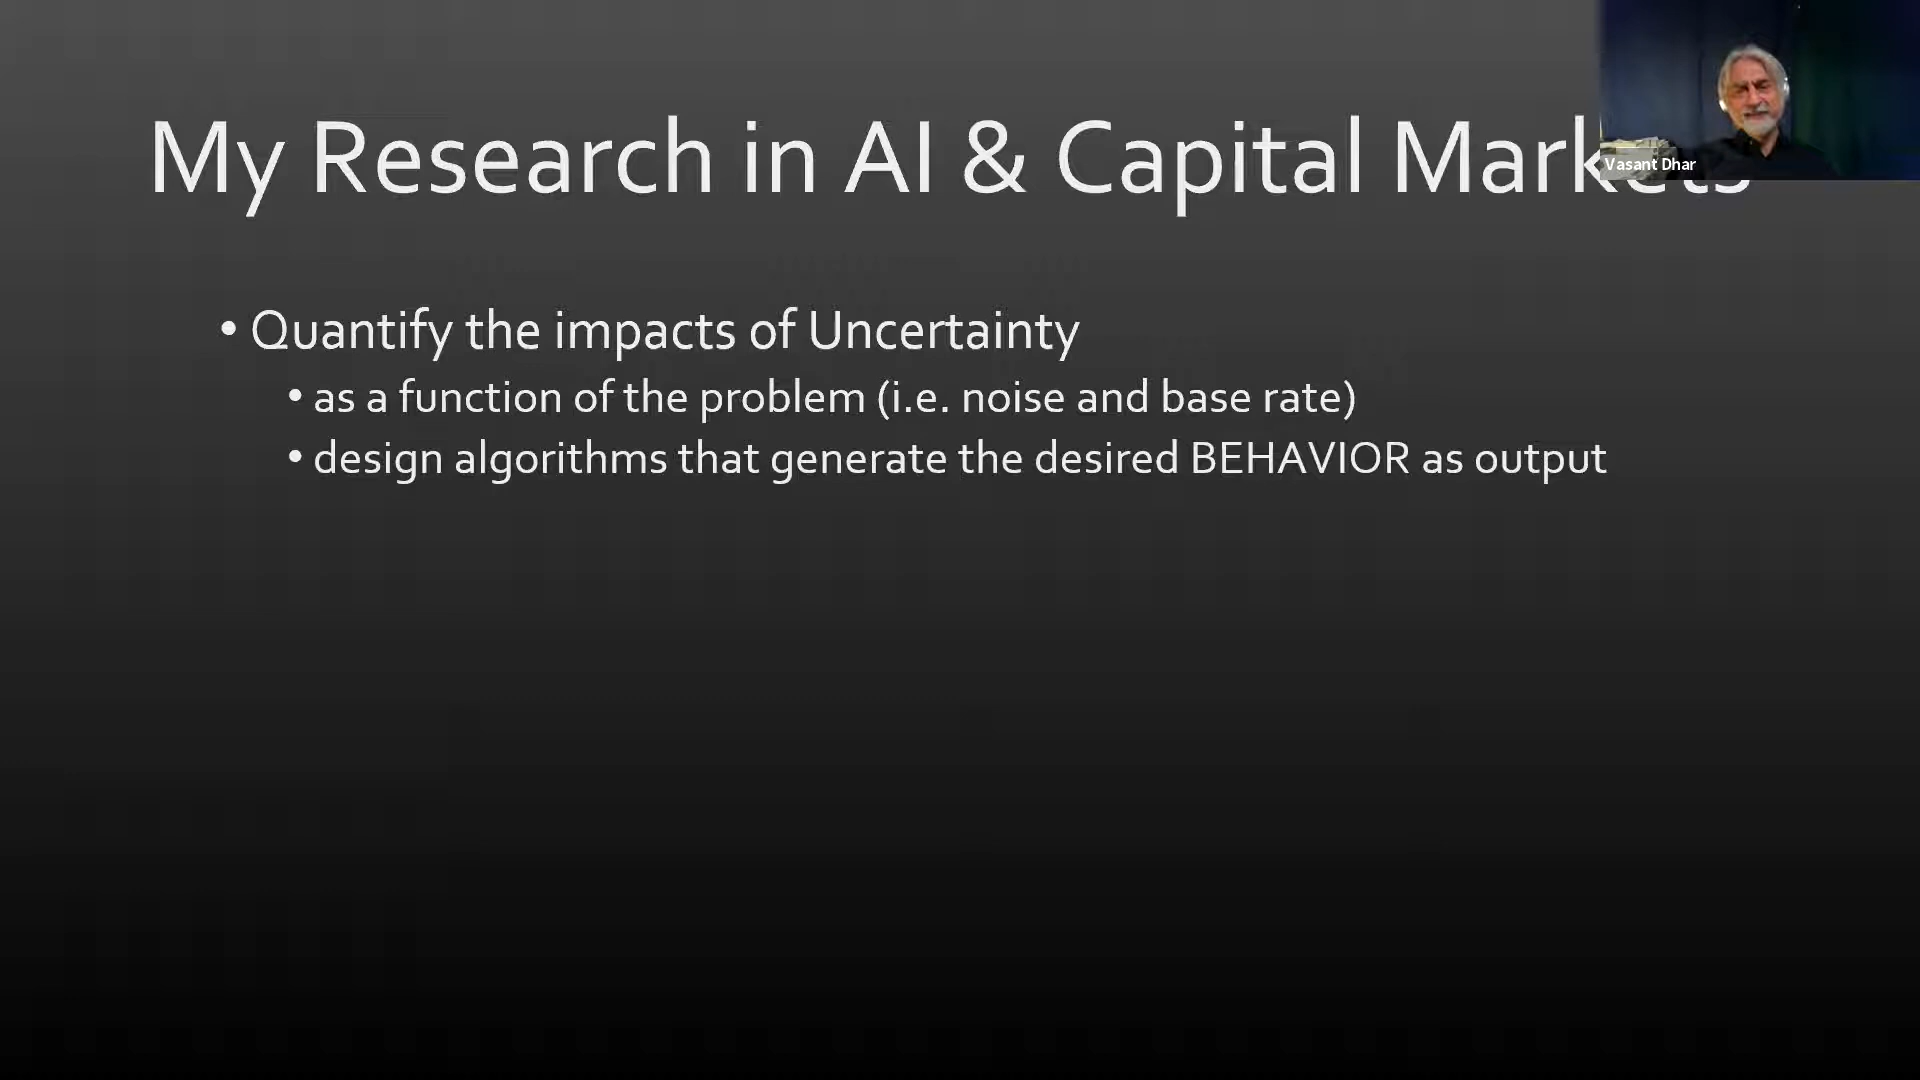 My Research in AI & Capital Markets
Vasant Dhar
• Quantify the impacts of Uncertainty
• as a function of the problem (i.e. noise and base rate)
• design algorithms that generate the desired BEHAVIOR as output